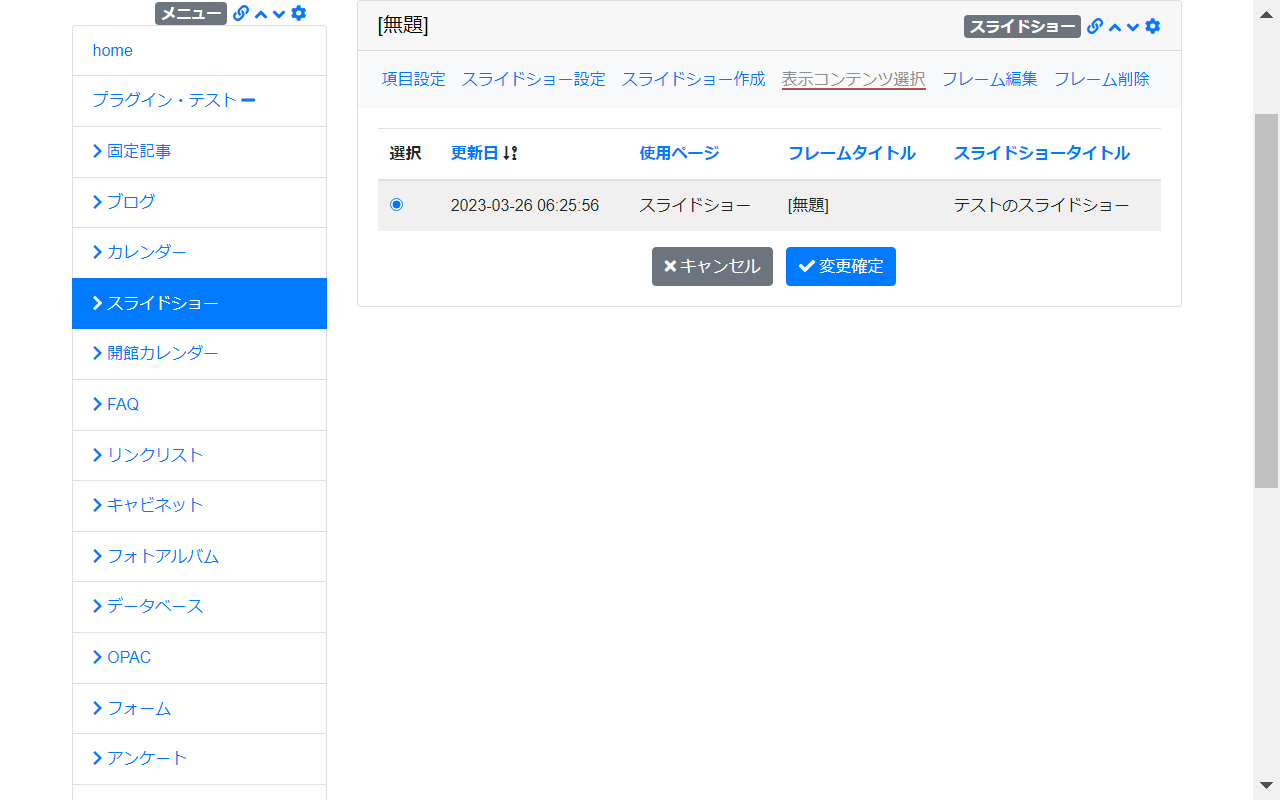 メニュー
home
プラグイン・テスト
固定記事
ブログ
カレンダー
スライドショー
開館カレンダー
FAQ
リンクリスト
キャビネット
フォトアルバム
データベース
OPAC
フォーム
アンケート
[無題]
スライドショー
項目設定 スライドショー設定 スライドショー作成 表示コンテンツ選択 フレーム編集 フレーム削除
選択 更新日 使用ページ フレームタイトル スライドショータイトル
2023-03-26 06:25:56 スライドショー [無題] テストのスライドショー
キャンセル 変更確定